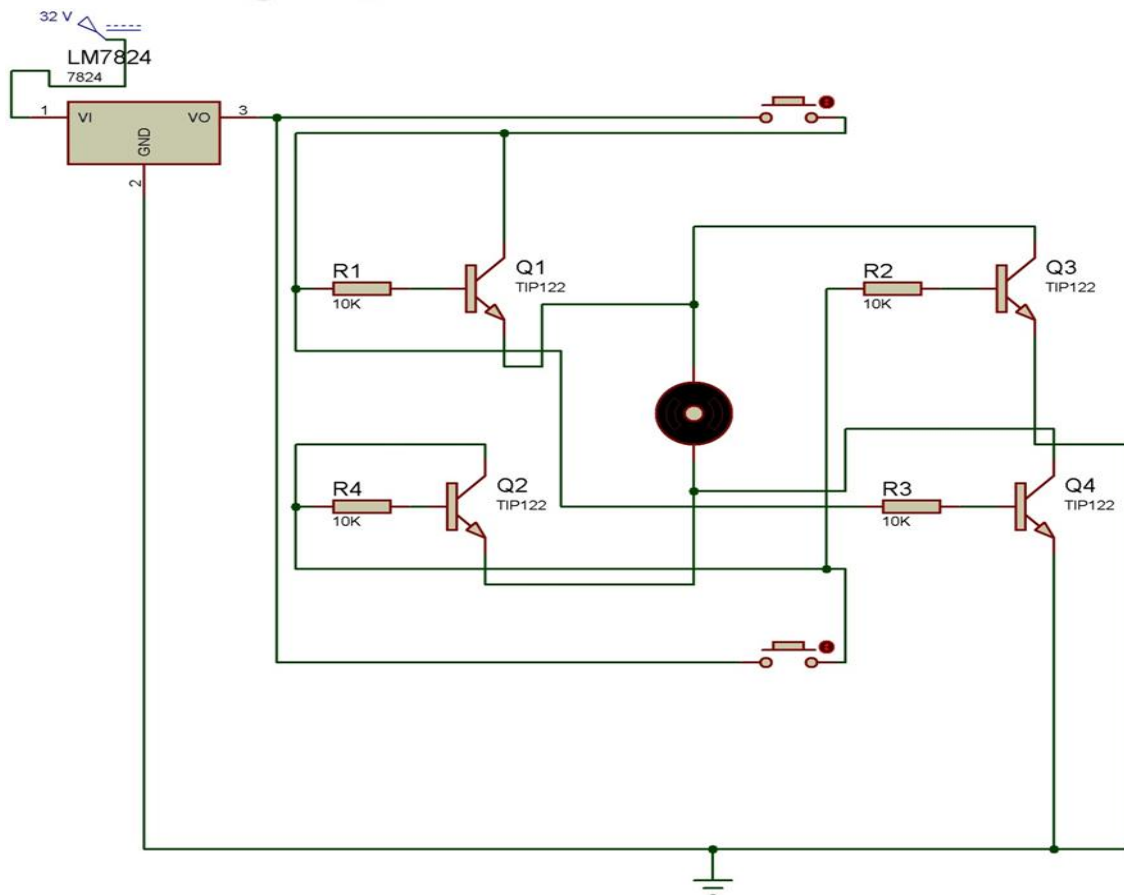 32 V
LM7824
7824
1
VI
VO
3
GND
2
R1
10K
Q1
TIP122
R2
10K
Q3
TIP122
R4
10K
Q2
TIP122
R3
10K
Q4
TIP122